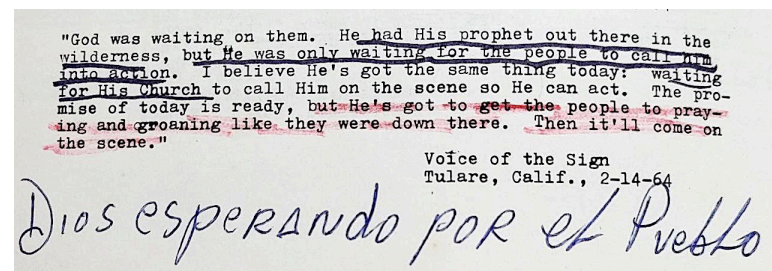 "God was waiting on them.  He had His prophet out there in the
wilderness, but He was only waiting for the people to call him
into action.  I believe He's got the same thing today:  waiting
for His Church to call Him on the scene so He can act.  The pro-
mise of today is ready, but He's got to get the people to pray-
ing and groaning like they were down there.  Then it'll come on
the scene."
Voice of the Sign
Tulare, Calif., 2-14-64
Dios esperando por el Pueblo